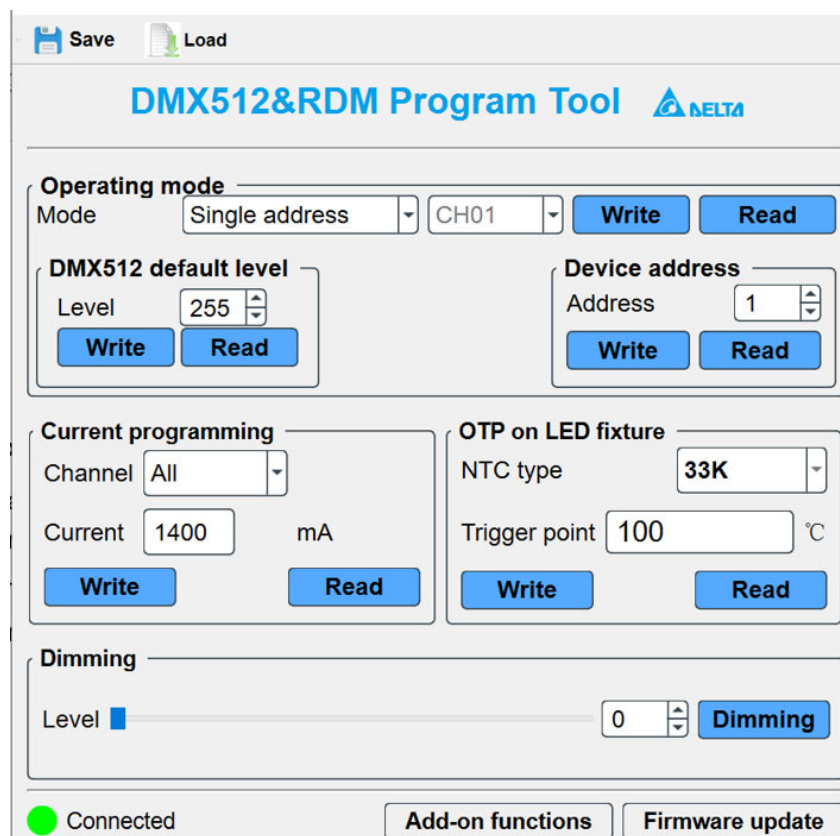 Save Load
DMX512&RDM Program Tool DELTA
Operating mode
Mode Single address CH01 Write Read
DMX512 default level Device address
Level 255 Address 1
Write Read Write Read
Current programming OTP on LED fixture
Channel All NTC type 33K
Current 1400 mA Trigger point 100 ℃
Write Read Write Read
Dimming
Level 0 Dimming
Connected Add-on functions Firmware update